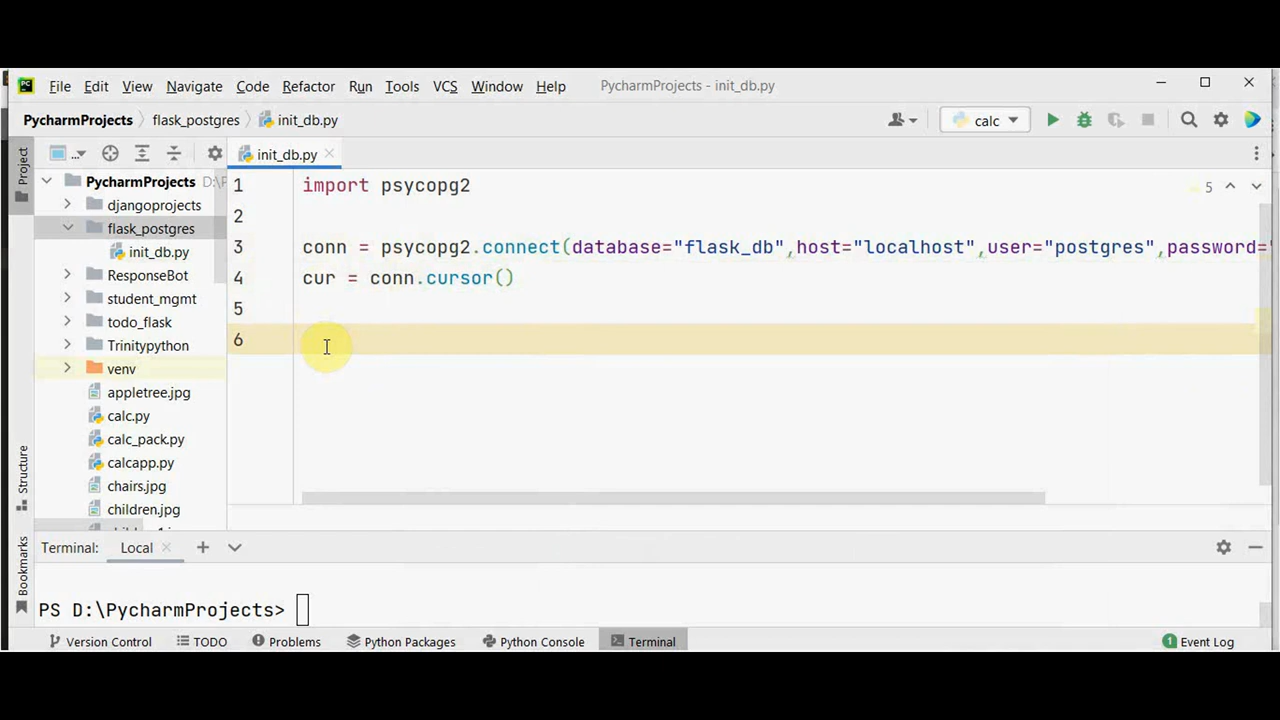 PC File Edit View Navigate Code Refactor Run Tools VCS Window Help PycharmProjects - init_db.py
PycharmProjects flask_postgres init_db.py calc
Project ... init_db.py
PycharmProjects D:\P
djangoprojects
flask_postgres
init_db.py
ResponseBot
student_mgmt
todo_flask
Trinitypython
venv
appletree.jpg
calc.py
calc_pack.py
calcapp.py
chairs.jpg
children.jpg
1 import psycopg2
2
3 conn = psycopg2.connect(database="flask_db",host="localhost",user="postgres",password="
4 cur = conn.cursor()
5
6
5
Structure
Bookmarks
Terminal: Local
PS D:\PycharmProjects>
Version Control TODO Problems Python Packages Python Console Terminal 1 Event Log